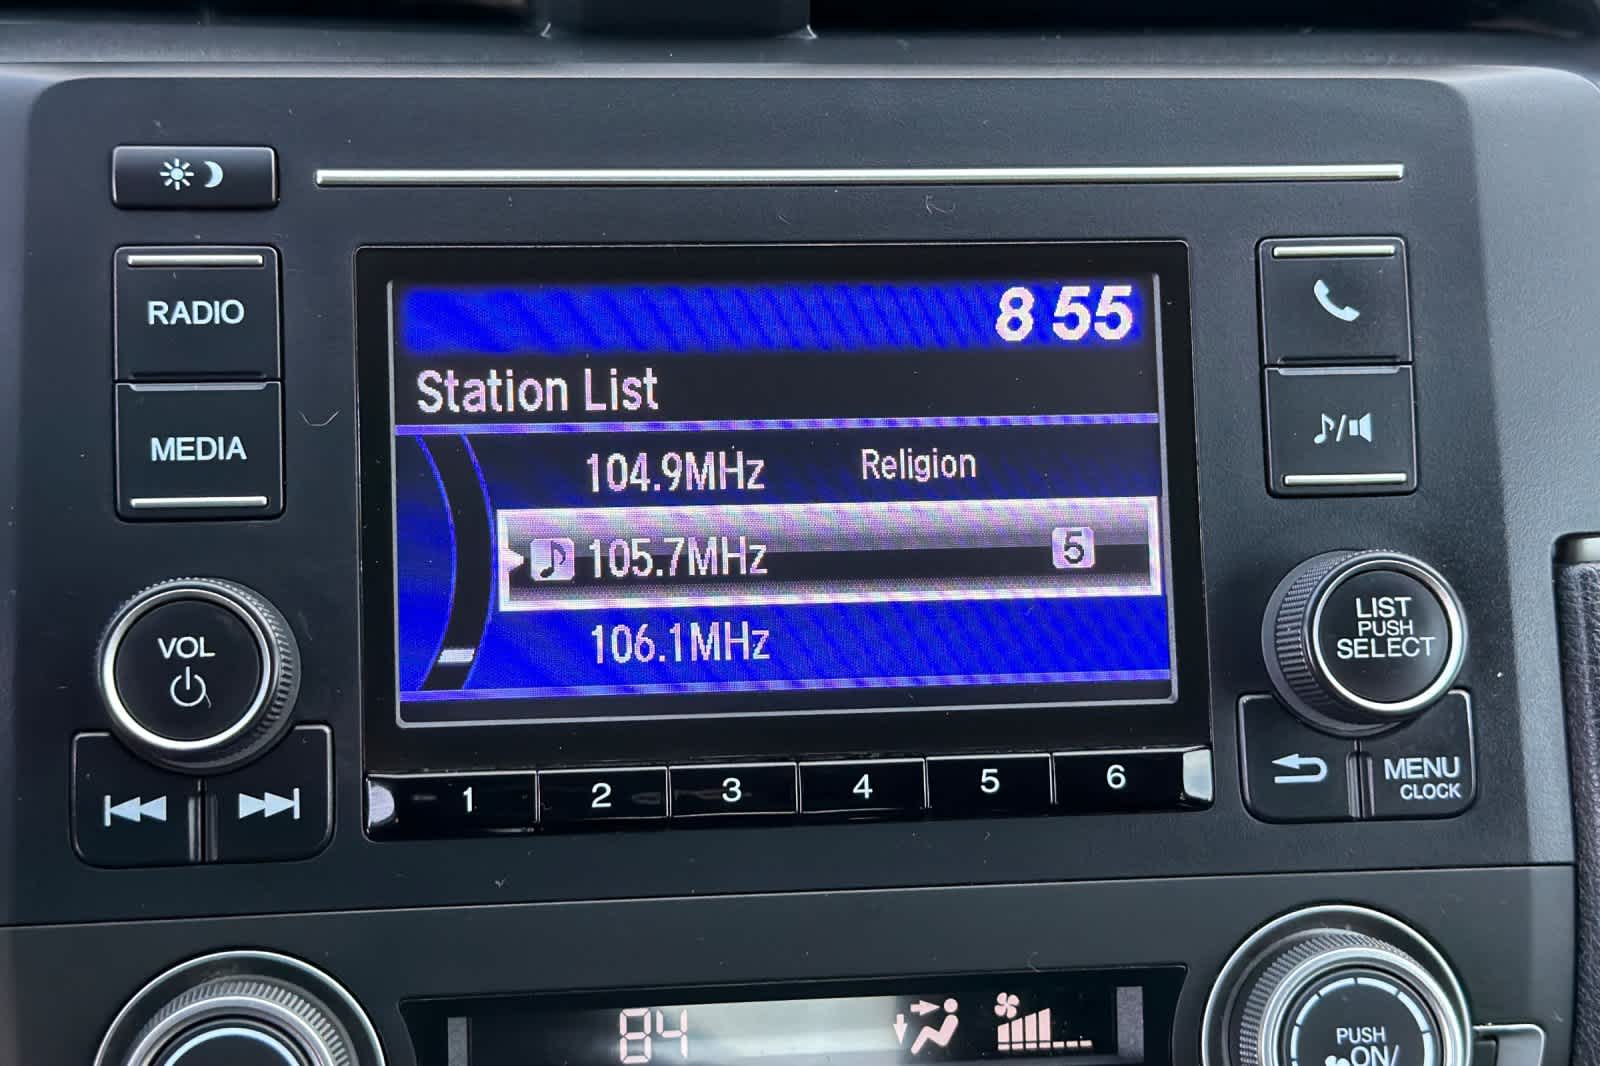 8 55
RADIO
Station List
MEDIA
104.9MHz Religion
105.7MHz 5
106.1MHz
VOL
LIST
PUSH
SELECT
1 2 3 4 5 6
MENU
CLOCK
84
PUSH
ON/